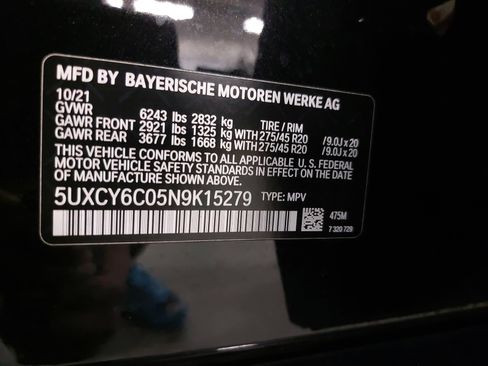 MFD BY BAYERISCHE MOTOREN WERKE AG
10/21
GVWR 6243 lbs 2832 kg TIRE / RIM
GAWR FRONT 2921 lbs 1325 kg WITH 275/45 R20 /9.0J x 20
GAWR REAR 3677 lbs 1668 kg WITH 275/45 R20 /9.0J x 20
THIS VEHICLE CONFORMS TO ALL APPLICABLE U. S. FEDERAL
MOTOR VEHICLE SAFETY STANDARDS IN EFFECT ON THE DATE
OF MANUFACTURE SHOWN ABOVE.
5UXCY6C05N9K15279 TYPE: MPV
475M
7 320 729